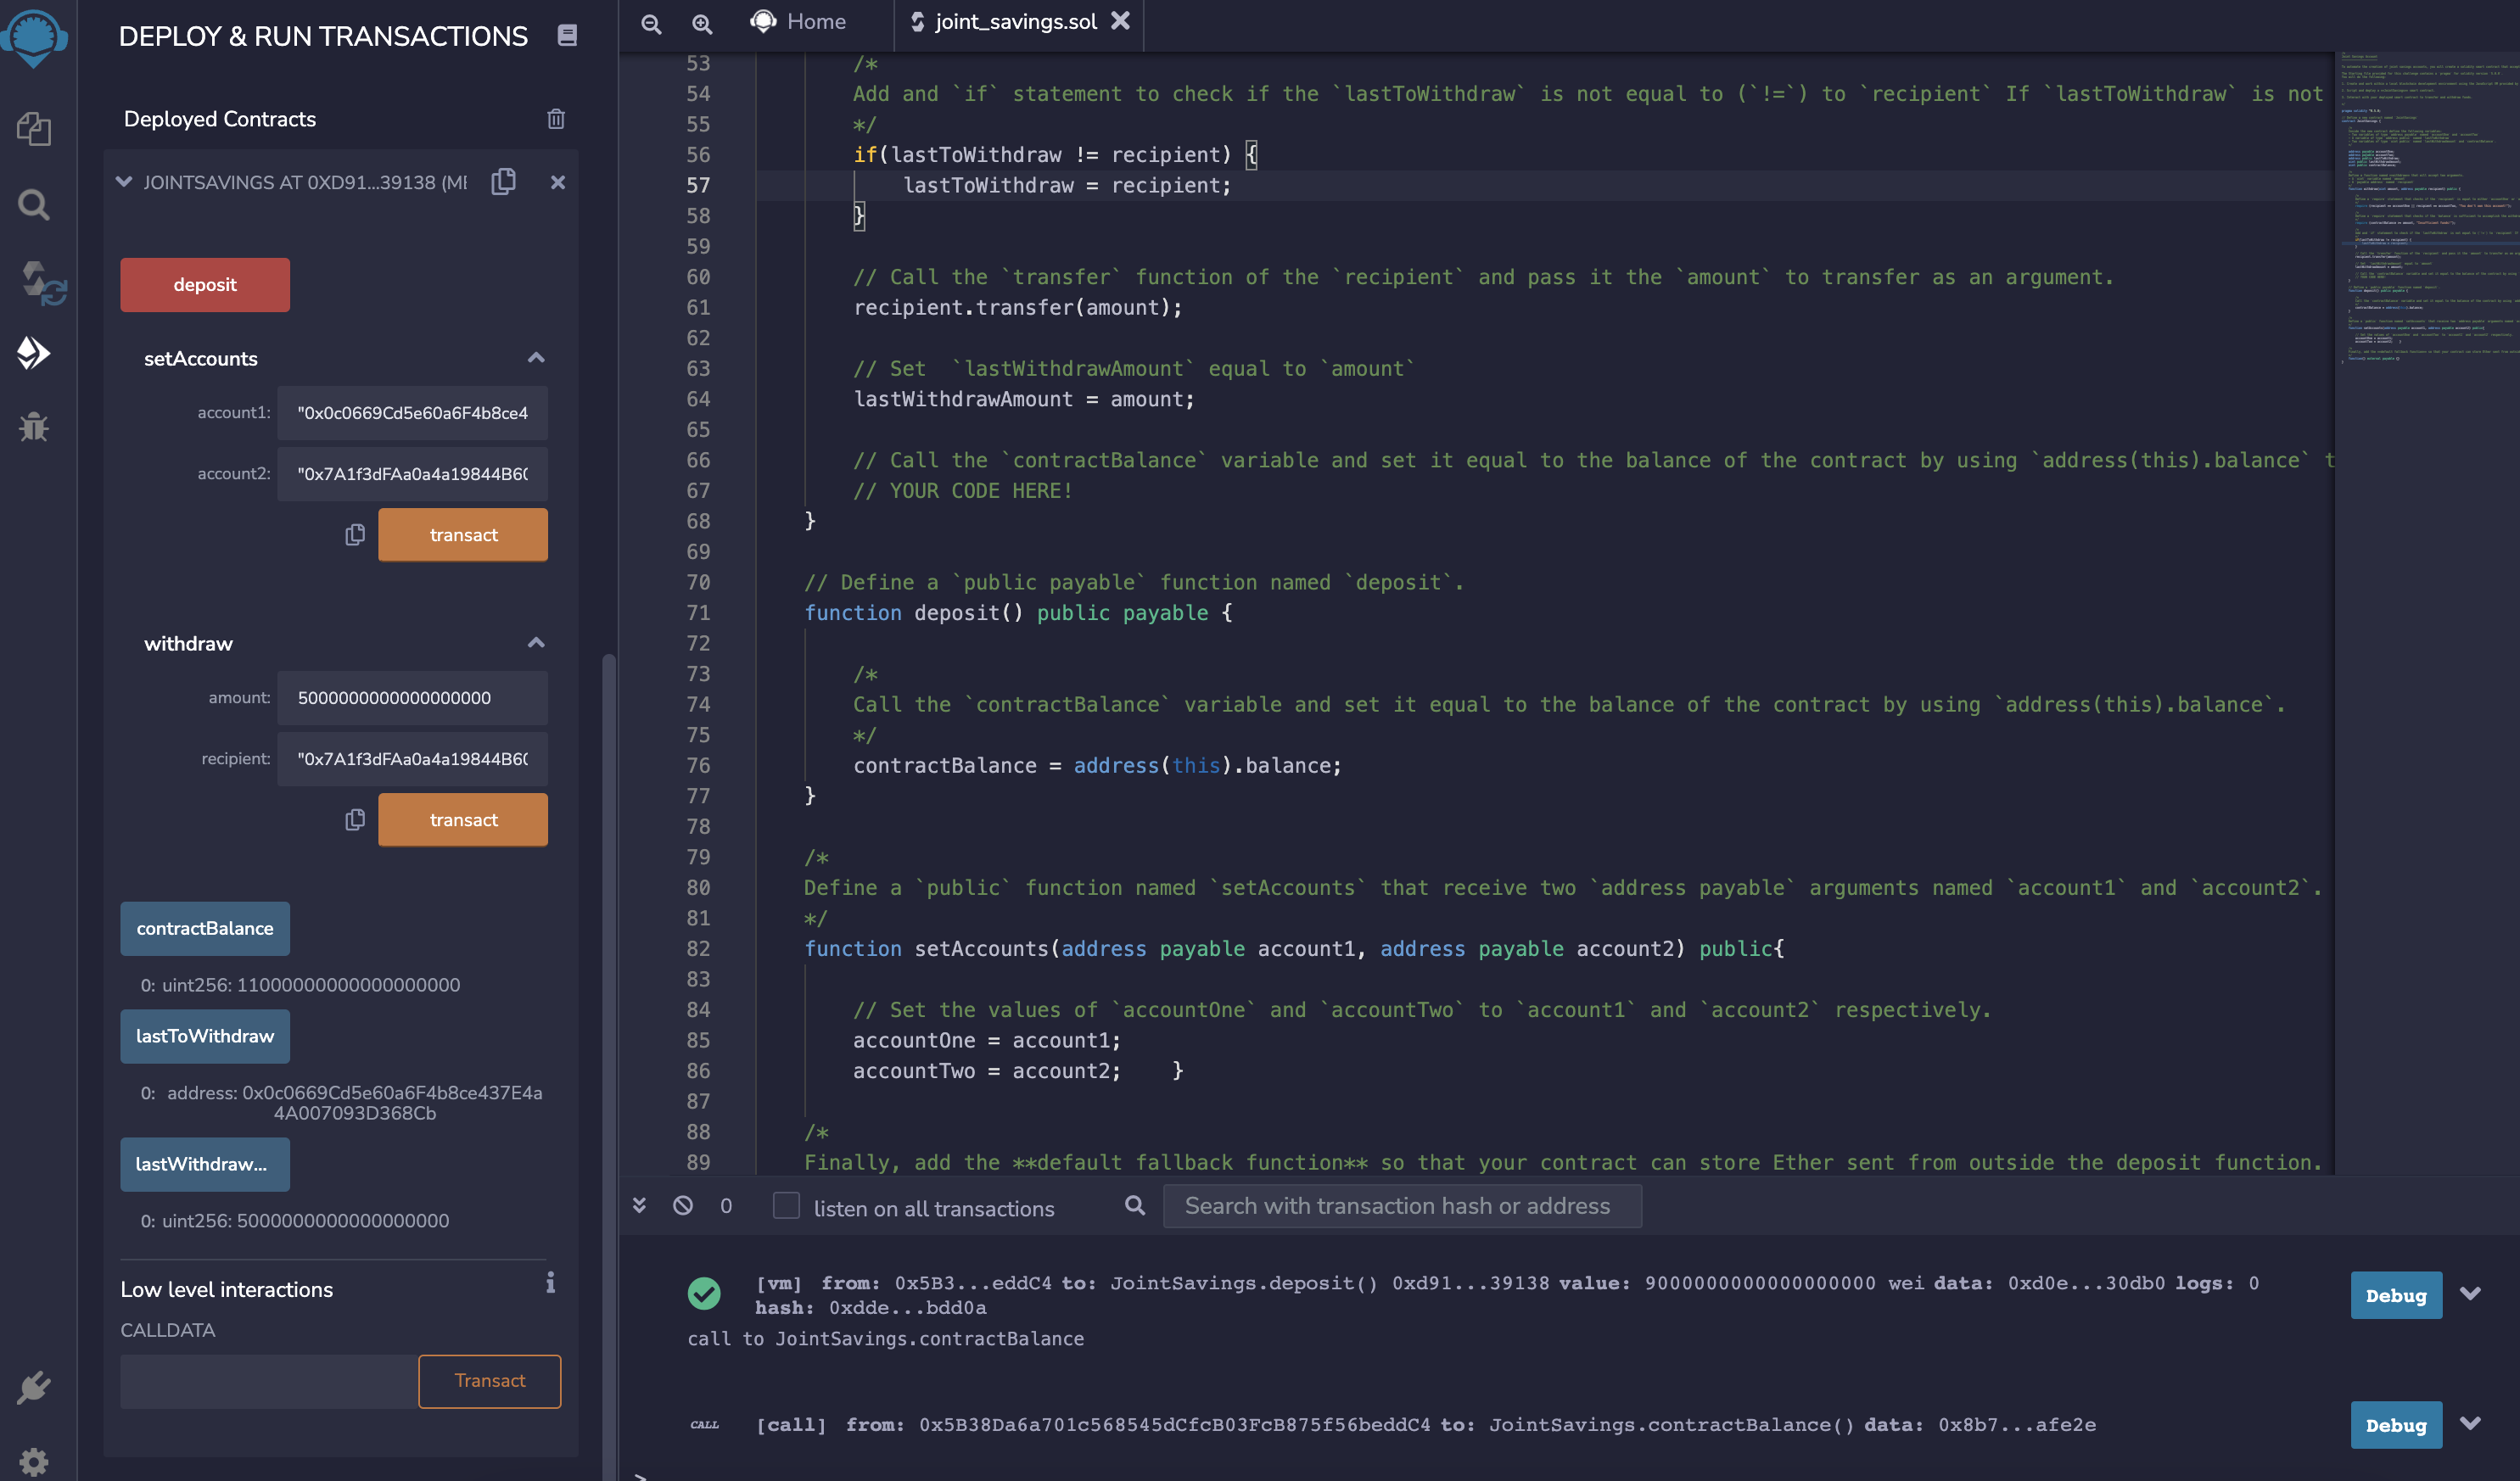 DEPLOY & RUN TRANSACTIONS
Deployed Contracts
JOINTSAVINGS AT 0XD91...39138 (ME
deposit
setAccounts
account1: "0x0c0669Cd5e60a6F4b8ce4
account2: "0x7A1f3dFAa0a4a19844B6(
transact
withdraw
amount: 5000000000000000000
recipient: "0x7A1f3dFAa0a4a19844B6(
transact
contractBalance
0: uint256: 11000000000000000000
lastToWithdraw
0: address: 0x0c0669Cd5e60a6F4b8ce437E4a
4A007093D368Cb
lastWithdraw...
0: uint256: 5000000000000000000
Low level interactions
CALLDATA
Transact
Home
joint_savings.sol
53 /*
54 Add and `if` statement to check if the `lastToWithdraw` is not equal to (`!=`) to `recipient` If `lastToWithdraw` is not
55 */
56 if(lastToWithdraw != recipient) {
57 lastToWithdraw = recipient;
58 }
59
60 // Call the `transfer` function of the `recipient` and pass it the `amount` to transfer as an argument.
61 recipient.transfer(amount);
62
63 // Set  `lastWithdrawAmount` equal to `amount`
64 lastWithdrawAmount = amount;
65
66 // Call the `contractBalance` variable and set it equal to the balance of the contract by using `address(this).balance` t
67 // YOUR CODE HERE!
68 }
69
70 // Define a `public payable` function named `deposit`.
71 function deposit() public payable {
72
73 /*
74 Call the `contractBalance` variable and set it equal to the balance of the contract by using `address(this).balance`.
75 */
76 contractBalance = address(this).balance;
77 }
78
79 /*
80 Define a `public` function named `setAccounts` that receive two `address payable` arguments named `account1` and `account2`.
81 */
82 function setAccounts(address payable account1, address payable account2) public{
83
84 // Set the values of `accountOne` and `accountTwo` to `account1` and `account2` respectively.
85 accountOne = account1;
86 accountTwo = account2;    }
87
88 /*
89 Finally, add the **default fallback function** so that your contract can store Ether sent from outside the deposit function.
0 listen on all transactions Search with transaction hash or address
[vm] from: 0x5B3...eddC4 to: JointSavings.deposit() 0xd91...39138 value: 9000000000000000000 wei data: 0xd0e...30db0 logs: 0
hash: 0xdde...bdd0a
Debug
call to JointSavings.contractBalance
CALL [call] from: 0x5B38Da6a701c568545dCfcB03FcB875f56beddC4 to: JointSavings.contractBalance() data: 0x8b7...afe2e
Debug
>